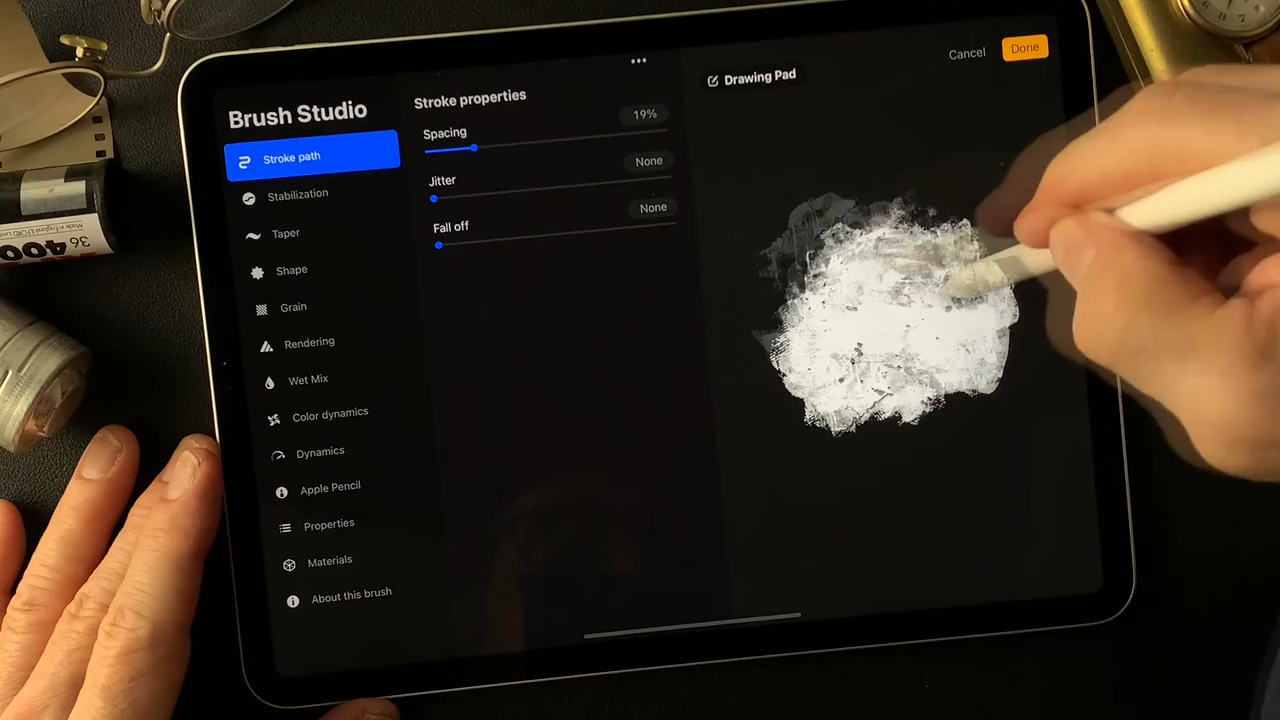 Brush Studio
Stroke path
Stabilization
Taper
Shape
Grain
Rendering
Wet Mix
Color dynamics
Dynamics
Apple Pencil
Properties
Materials
About this brush
Stroke properties
Spacing
19%
Jitter
None
Fall off
None
Drawing Pad
Cancel
Done
36
400